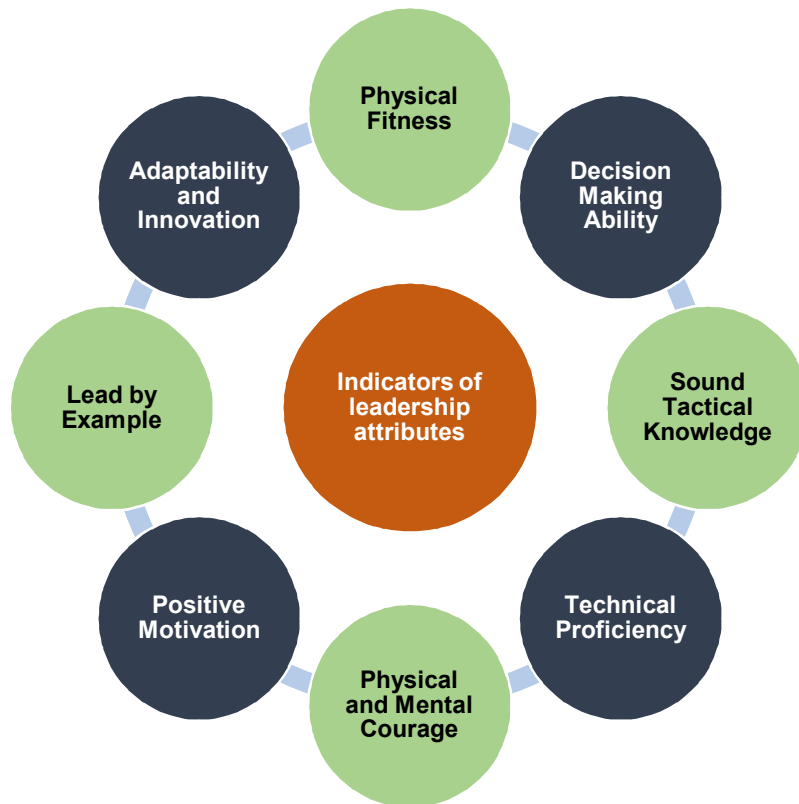 Physical
Fitness
Decision
Making
Ability
Sound
Tactical
Knowledge
Technical
Proficiency
Physical
and Mental
Courage
Positive
Motivation
Lead by
Example
Adaptability
and
Innovation
Indicators of
leadership
attributes